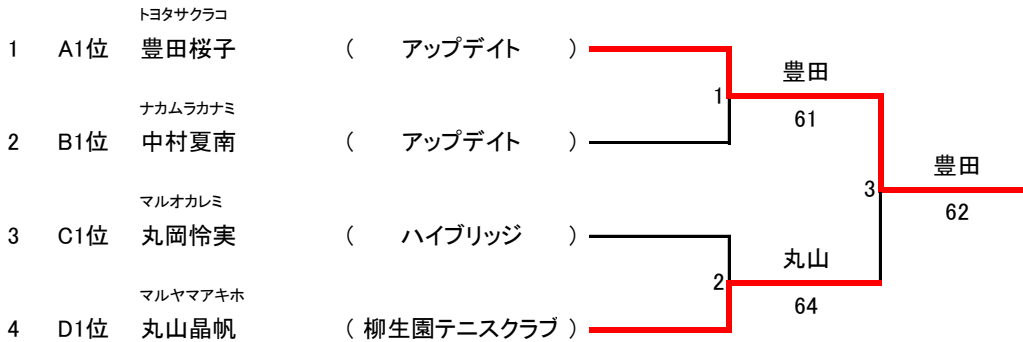 トヨタサクラコ
1 A1位 豊田桜子 ( アップデイト )
豊田
1
61
ナカムラカナミ
2 B1位 中村夏南 ( アップデイト )
豊田
3
62
マルオカレミ
3 C1位 丸岡怜実 ( ハイブリッジ )
丸山
2
64
マルヤマアキホ
4 D1位 丸山晶帆 ( 柳生園テニスクラブ )